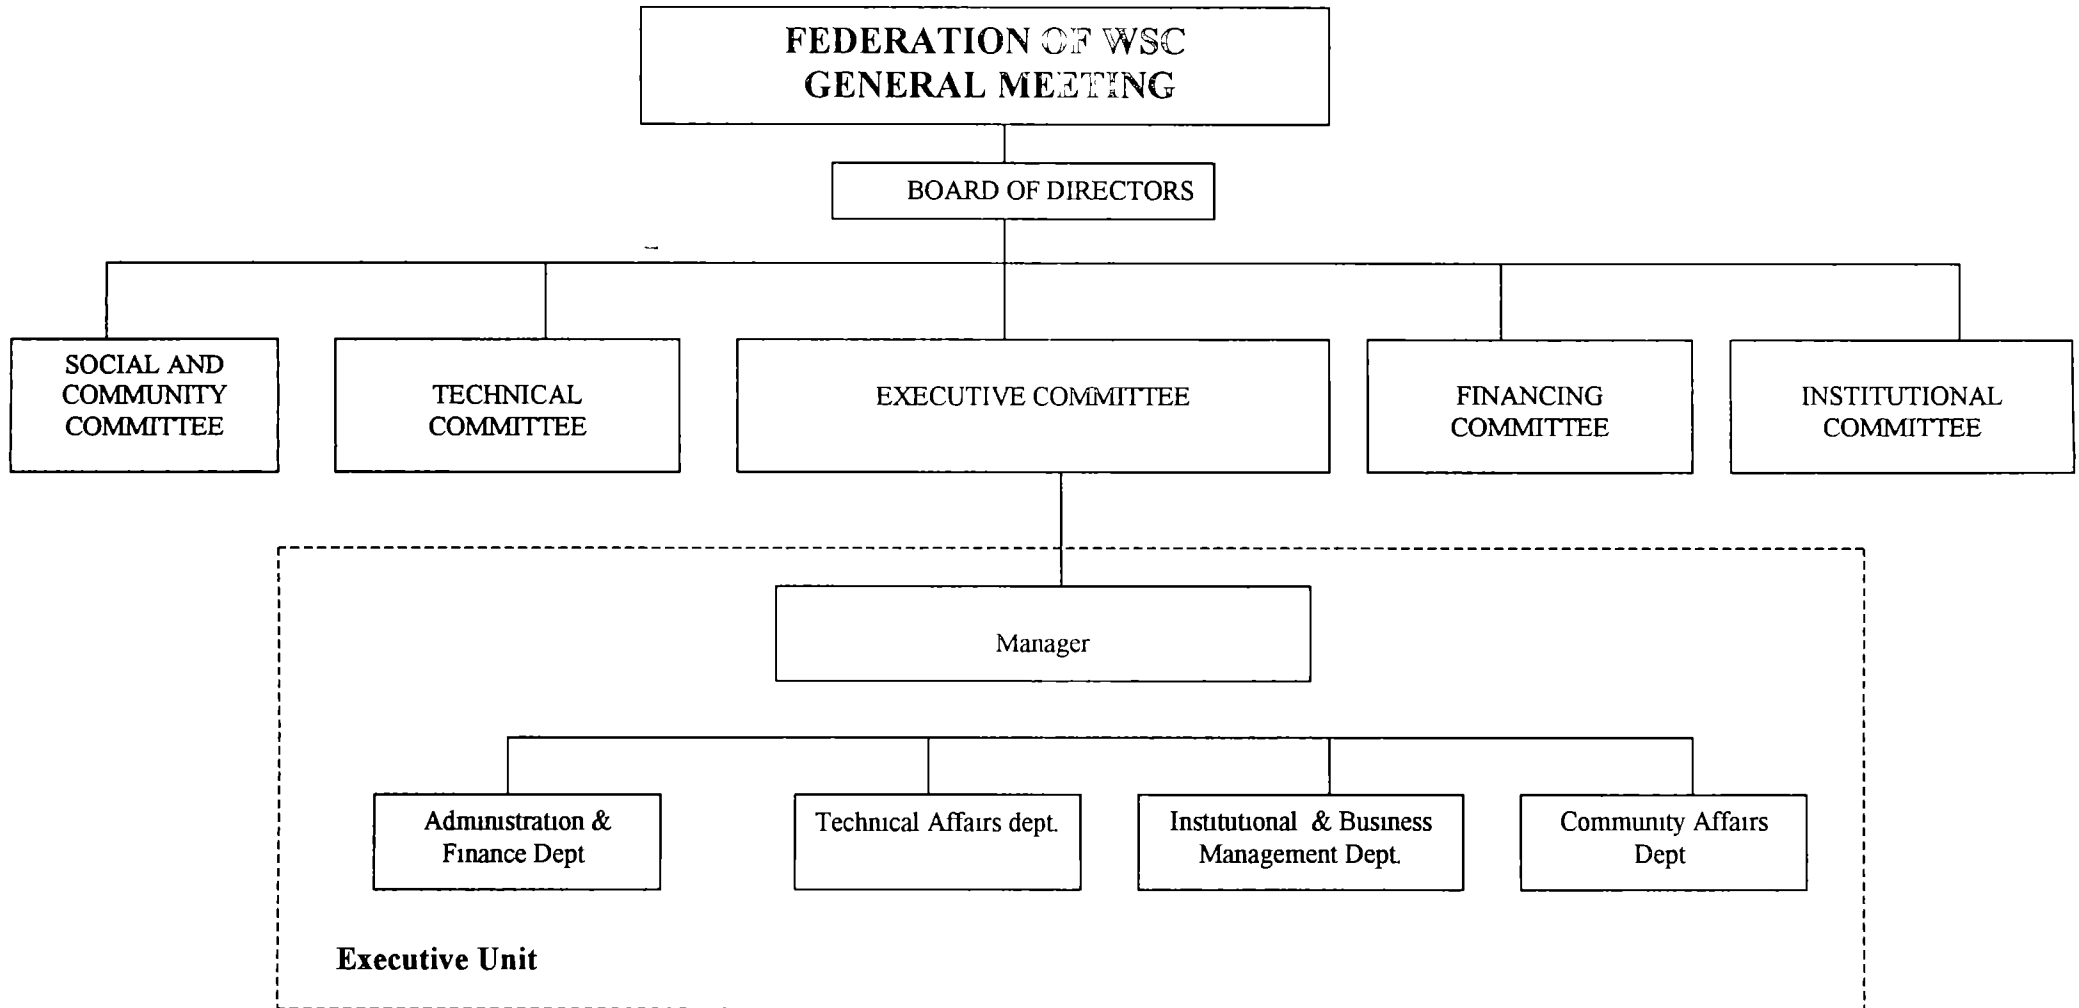 FEDERATION OF WSC
GENERAL MEETING
BOARD OF DIRECTORS
SOCIAL AND
COMMUNITY
COMMITTEE
TECHNICAL
COMMITTEE
EXECUTIVE COMMITTEE
FINANCING
COMMITTEE
INSTITUTIONAL
COMMITTEE
Manager
Administration &
Finance Dept
Technical Affairs dept.
Institutional & Business
Management Dept.
Community Affairs
Dept
Executive Unit